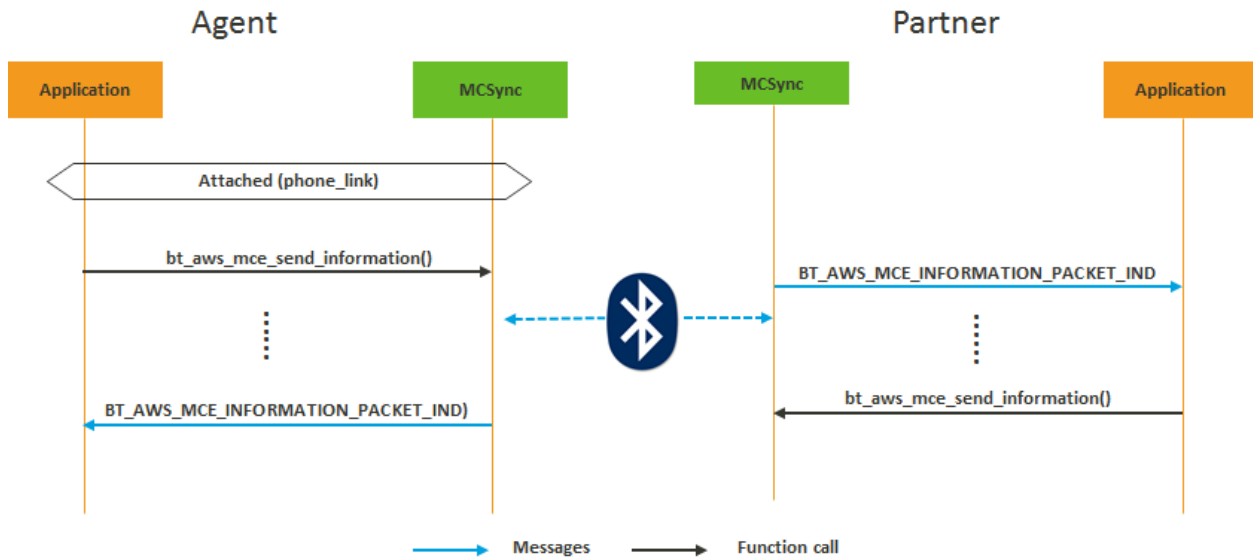 Agent
Partner
Application
MCSync
MCSync
Application
Attached (phone_link)
bt_aws_mce_send_information()
BT_AWS_MCE_INFORMATION_PACKET_IND
BT_AWS_MCE_INFORMATION_PACKET_IND)
bt_aws_mce_send_information()
Messages
Function call